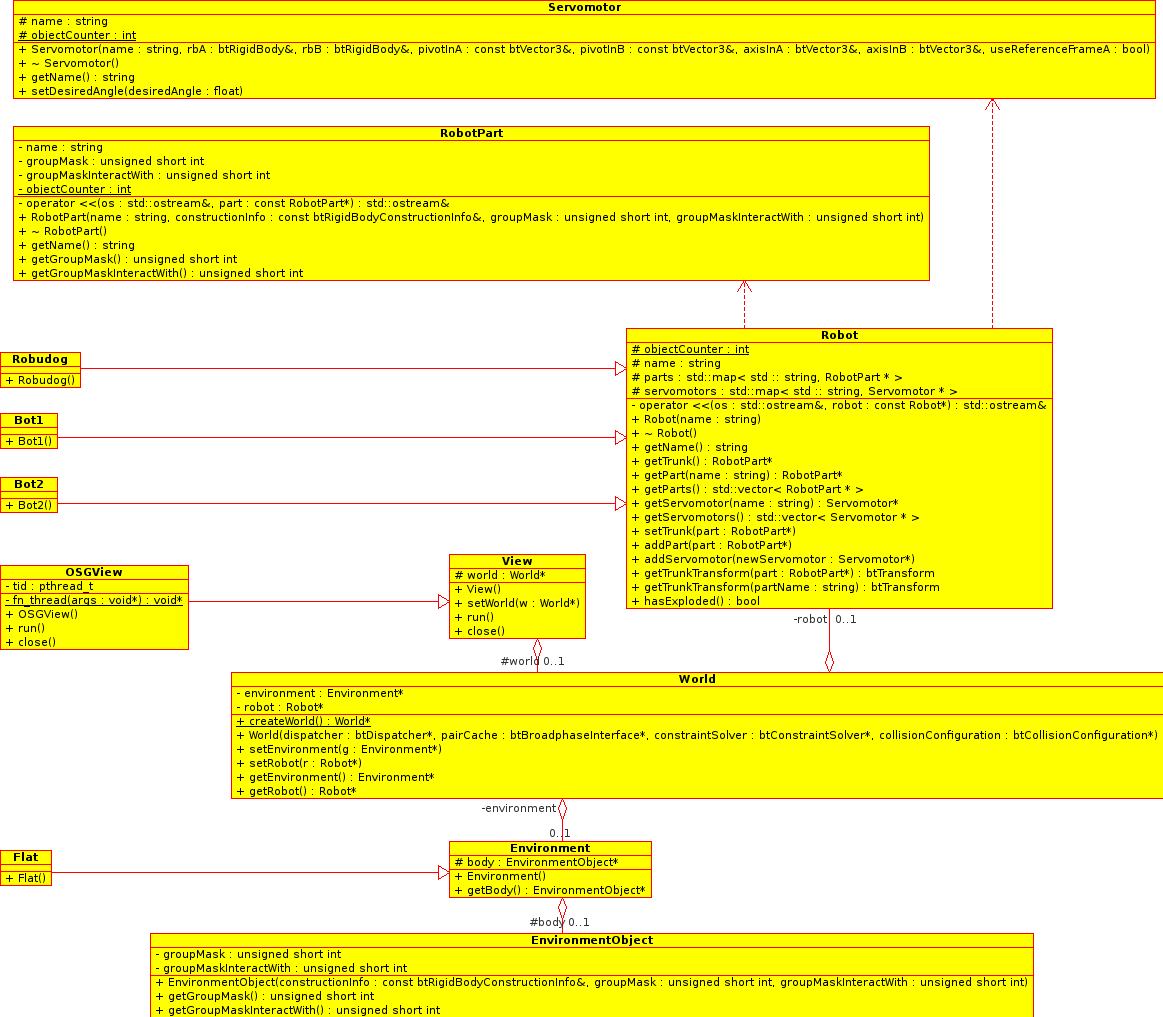 Servomotor
# name : string
# objectCounter : int
+ Servomotor(name : string, rbA : btRigidBody&, rbB : btRigidBody&, pivotInA : const btVector3&, pivotInB : const btVector3&, axisInA : btVector3&, axisInB : btVector3&, useReferenceFrameA : bool)
+ ~ Servomotor()
+ getName() : string
+ setDesiredAngle(desiredAngle : float)
RobotPart
- name : string
- groupMask : unsigned short int
- groupMaskInteractWith : unsigned short int
- objectCounter : int
- operator <<(os : std::ostream&, part : const RobotPart*) : std::ostream&
+ RobotPart(name : string, constructionInfo : const btRigidBodyConstructionInfo&, groupMask : unsigned short int, groupMaskInteractWith : unsigned short int)
+ ~ RobotPart()
+ getName() : string
+ getGroupMask() : unsigned short int
+ getGroupMaskInteractWith() : unsigned short int
Robot
# objectCounter : int
# name : string
# parts : std::map< std :: string, RobotPart * >
# servomotors : std::map< std :: string, Servomotor * >
- operator <<(os : std::ostream&, robot : const Robot*) : std::ostream&
+ Robot(name : string)
+ ~ Robot()
+ getName() : string
+ getTrunk() : RobotPart*
+ getPart(name : string) : RobotPart*
+ getParts() : std::vector< RobotPart * >
+ getServomotor(name : string) : Servomotor*
+ getServomotors() : std::vector< Servomotor * >
+ setTrunk(part : RobotPart*)
+ addPart(part : RobotPart*)
+ addServomotor(newServomotor : Servomotor*)
+ getTrunkTransform(part : RobotPart*) : btTransform
+ getTrunkTransform(partName : string) : btTransform
+ hasExploded() : bool
Robudog
+ Robudog()
Bot1
+ Bot1()
Bot2
+ Bot2()
OSGView
- tid : pthread_t
- fn_thread(args : void*) : void*
+ OSGView()
+ run()
+ close()
View
# world : World*
+ View()
+ setWorld(w : World*)
+ run()
+ close()
-robot 0..1
#world 0..1
World
- environment : Environment*
- robot : Robot*
+ createWorld() : World*
+ World(dispatcher : btDispatcher*, pairCache : btBroadphaseInterface*, constraintSolver : btConstraintSolver*, collisionConfiguration : btCollisionConfiguration*)
+ setEnvironment(g : Environment*)
+ setRobot(r : Robot*)
+ getEnvironment() : Environment*
+ getRobot() : Robot*
-environment
0..1
Flat
+ Flat()
Environment
# body : EnvironmentObject*
+ Environment()
+ getBody() : EnvironmentObject*
#body 0..1
EnvironmentObject
- groupMask : unsigned short int
- groupMaskInteractWith : unsigned short int
+ EnvironmentObject(constructionInfo : const btRigidBodyConstructionInfo&, groupMask : unsigned short int, groupMaskInteractWith : unsigned short int)
+ getGroupMask() : unsigned short int
+ getGroupMaskInteractWith() : unsigned short int